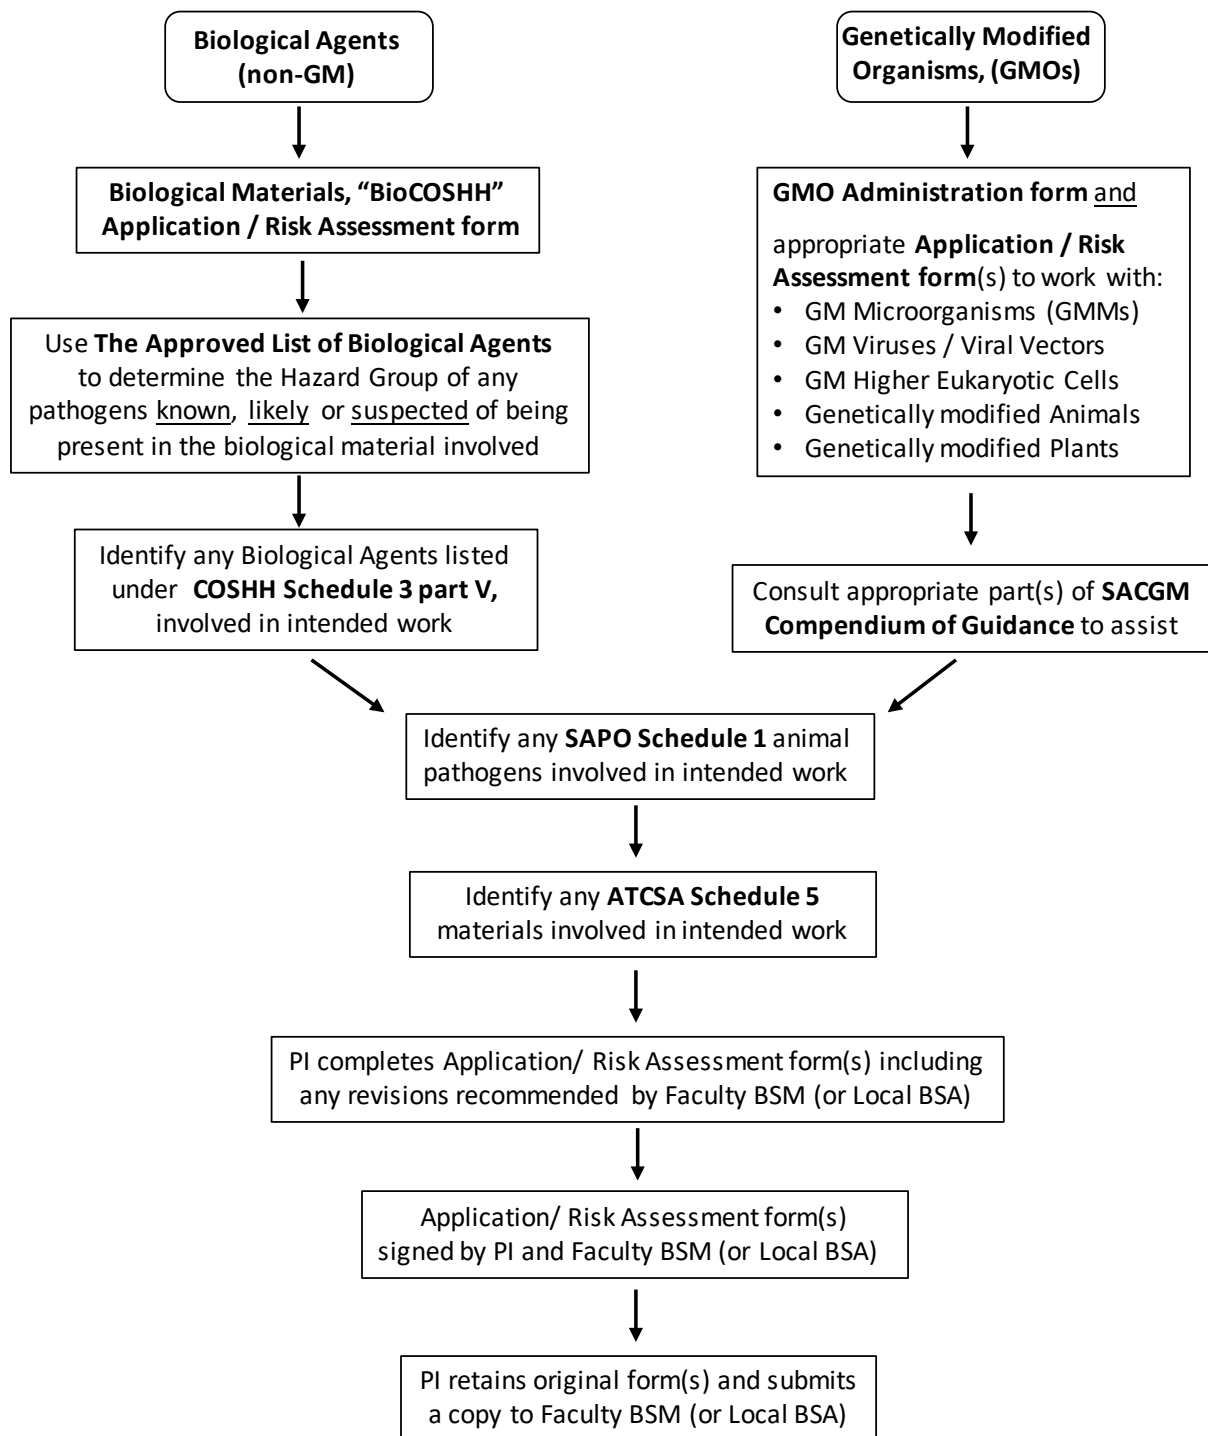 Biological Agents
(non-GM)
Genetically Modified
Organisms, (GMOs)
Biological Materials, “BioCOSHH”
Application / Risk Assessment form
GMO Administration form and
appropriate Application / Risk
Assessment form(s) to work with:
• GM Microorganisms (GMMs)
• GM Viruses / Viral Vectors
• GM Higher Eukaryotic Cells
• Genetically modified Animals
• Genetically modified Plants
Use The Approved List of Biological Agents
to determine the Hazard Group of any
pathogens known, likely or suspected of being
present in the biological material involved
Identify any Biological Agents listed
under COSHH Schedule 3 part V,
involved in intended work
Consult appropriate part(s) of SACGM
Compendium of Guidance to assist
Identify any SAPO Schedule 1 animal
pathogens involved in intended work
Identify any ATCSA Schedule 5
materials involved in intended work
PI completes Application/ Risk Assessment form(s) including
any revisions recommended by Faculty BSM (or Local BSA)
Application/ Risk Assessment form(s)
signed by PI and Faculty BSM (or Local BSA)
PI retains original form(s) and submits
a copy to Faculty BSM (or Local BSA)